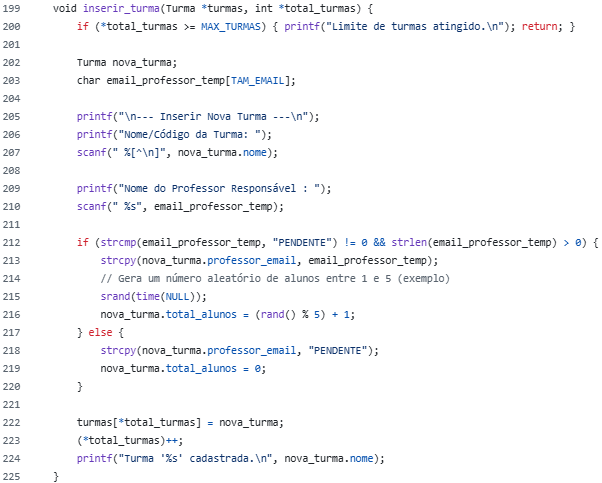 199 void inserir_turma(Turma *turmas, int *total_turmas) {
200     if (*total_turmas >= MAX_TURMAS) { printf("Limite de turmas atingido.\n"); return; }
201
202     Turma nova_turma;
203     char email_professor_temp[TAM_EMAIL];
204
205     printf("\n--- Inserir Nova Turma ---\n");
206     printf("Nome/Código da Turma: ");
207     scanf(" %[^\n]", nova_turma.nome);
208
209     printf("Nome do Professor Responsável : ");
210     scanf(" %s", email_professor_temp);
211
212     if (strcmp(email_professor_temp, "PENDENTE") != 0 && strlen(email_professor_temp) > 0) {
213         strcpy(nova_turma.professor_email, email_professor_temp);
214         // Gera um número aleatório de alunos entre 1 e 5 (exemplo)
215         srand(time(NULL));
216         nova_turma.total_alunos = (rand() % 5) + 1;
217     } else {
218         strcpy(nova_turma.professor_email, "PENDENTE");
219         nova_turma.total_alunos = 0;
220     }
221
222     turmas[*total_turmas] = nova_turma;
223     (*total_turmas)++;
224     printf("Turma '%s' cadastrada.\n", nova_turma.nome);
225 }